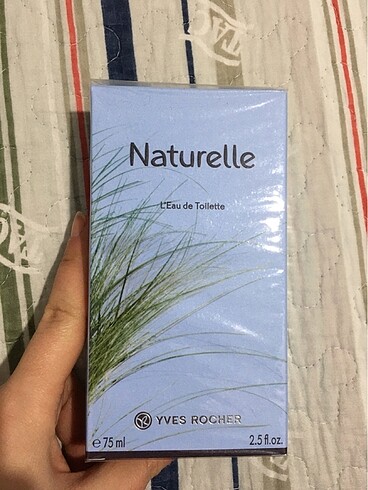 Naturelle
L'Eau de Toilette
YVES ROCHER
e 75 ml 2.5 fl.oz.